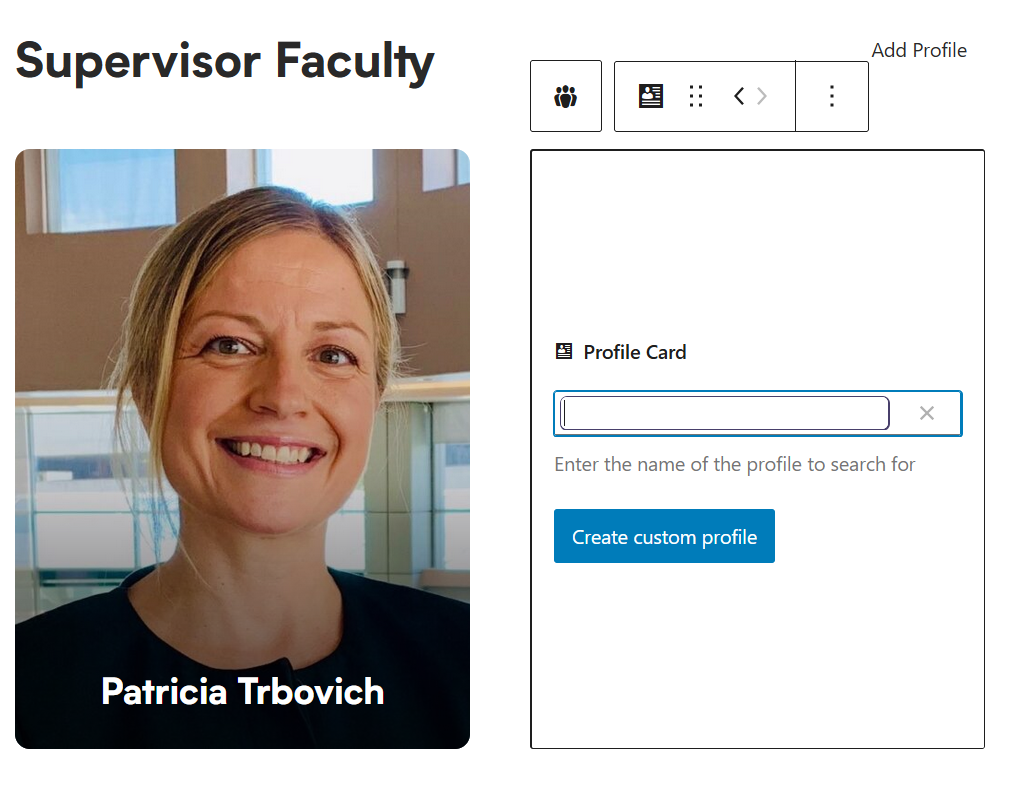 Supervisor Faculty
Add Profile
Profile Card
Enter the name of the profile to search for
Create custom profile
Patricia Trbovich